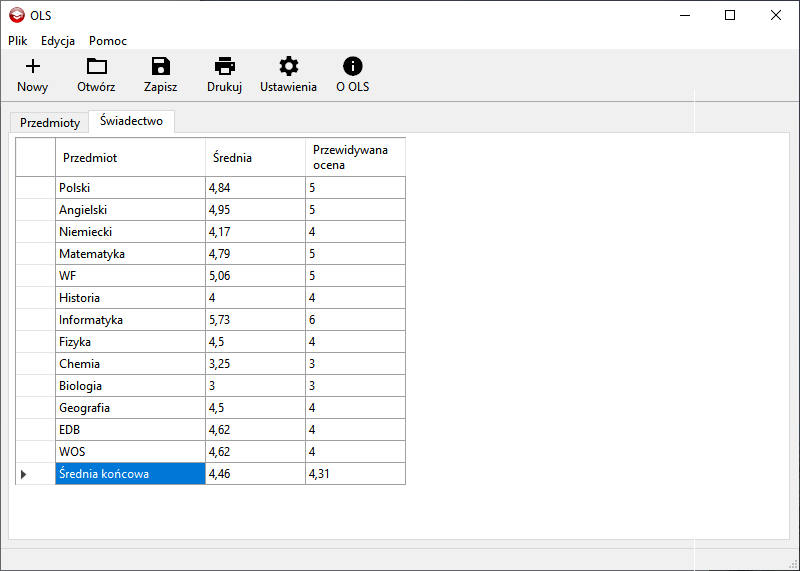 OLS
Plik Edycja Pomoc
Nowy Otwórz Zapisz Drukuj Ustawienia O OLS
Przedmioty Świadectwo
Przedmiot Średnia Przewidywana
ocena
Polski 4,84 5
Angielski 4,95 5
Niemiecki 4,17 4
Matematyka 4,79 5
WF 5,06 5
Historia 4 4
Informatyka 5,73 6
Fizyka 4,5 4
Chemia 3,25 3
Biologia 3 3
Geografia 4,5 4
EDB 4,62 4
WOS 4,62 4
Średnia końcowa 4,46 4,31